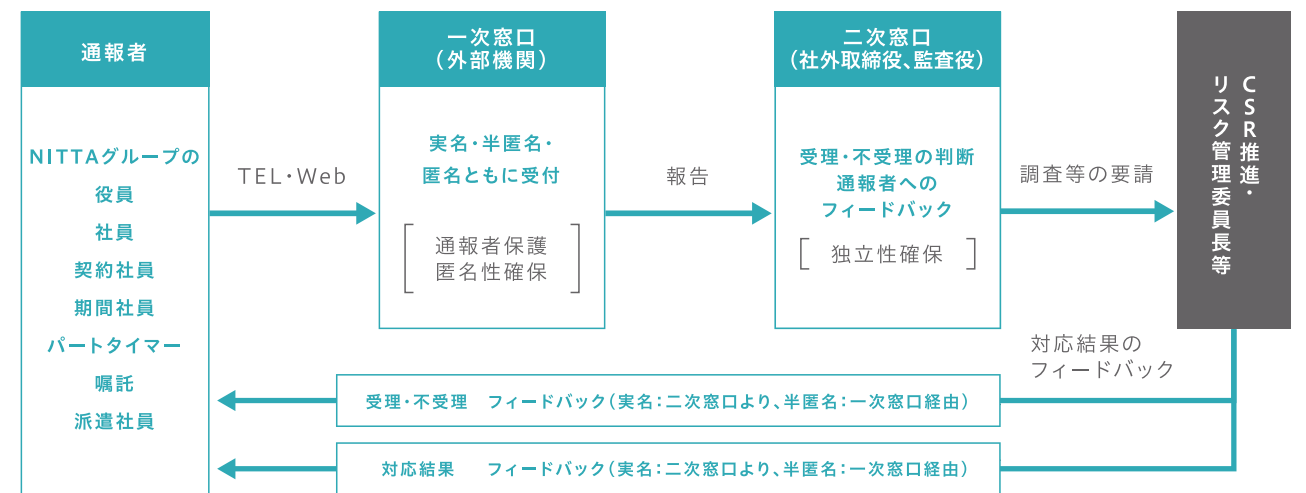 通報者
NITTAグループの
役員
社員
契約社員
期間社員
パートタイマー
嘱託
派遣社員
TEL・Web
一次窓口
(外部機関)
実名・半匿名・
匿名ともに受付
通報者保護
匿名性確保
報告
二次窓口
(社外取締役、監査役)
受理・不受理の判断
通報者への
フィードバック
独立性確保
調査等の要請
CSR推進・
リスク管理委員長等
対応結果の
フィードバック
受理・不受理 フィードバック(実名:二次窓口より、半匿名:一次窓口経由)
対応結果 フィードバック(実名:二次窓口より、半匿名:一次窓口経由)